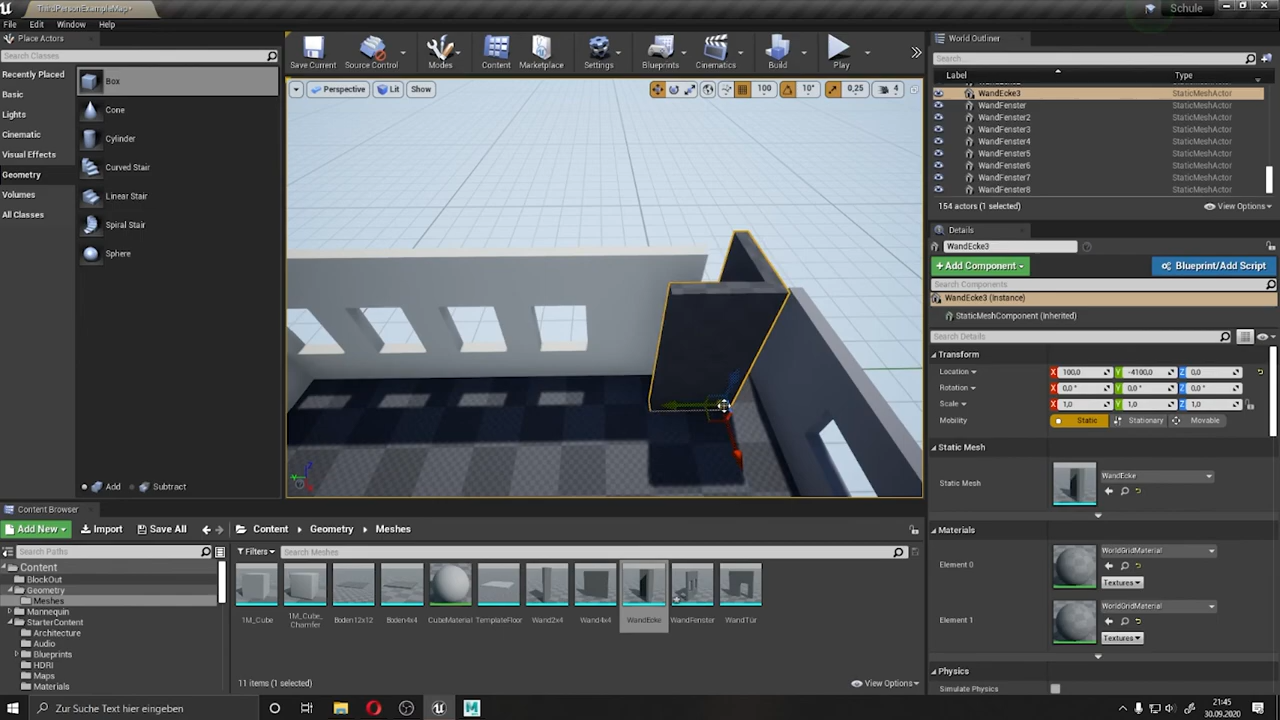 ThirdPersonExampleMap*
Schule
File Edit Window Help
Place Actors
Search Classes
Recently Placed
Basic
Lights
Cinematic
Visual Effects
Geometry
Volumes
All Classes
Box
Cone
Cylinder
Curved Stair
Linear Stair
Spiral Stair
Sphere
Add Subtract
Save Current Source Control Modes Content Marketplace Settings Blueprints Cinematics Build Play
Perspective Lit Show
100 10° 0,25 4
World Outliner
Search...
Label Type
WandEcke3 StaticMeshActor
WandFenster StaticMeshActor
WandFenster2 StaticMeshActor
WandFenster3 StaticMeshActor
WandFenster4 StaticMeshActor
WandFenster5 StaticMeshActor
WandFenster6 StaticMeshActor
WandFenster7 StaticMeshActor
WandFenster8 StaticMeshActor
154 actors (1 selected) View Options
Details
WandEcke3
+ Add Component Blueprint/Add Script
Search Components
WandEcke3 (Instance)
StaticMeshComponent (Inherited)
Search Details
Transform
Location X 100,0 Y -4100,0 Z 0,0
Rotation X 0,0 ° Y 0,0 ° Z 0,0 °
Scale X 1,0 Y 1,0 Z 1,0
Mobility Static Stationary Movable
Static Mesh
Static Mesh WandEcke
Materials
Element 0 WorldGridMaterial
Textures
Element 1 WorldGridMaterial
Textures
Physics
Simulate Physics
Content Browser
Add New Import Save All Content Geometry Meshes
Search Paths
Content
BlockOut
Geometry
Meshes
Mannequin
StarterContent
Architecture
Audio
Blueprints
HDRI
Maps
Materials
Filters Search Meshes
1M_Cube
1M_Cube_Chamfer
Boden12x12
Boden4x4
CubeMaterial
TemplateFloor
Wand2x4
Wand4x4
WandEcke
WandFenster
WandTür
11 items (1 selected) View Options
Zur Suche Text hier eingeben
21:45
30.09.2020